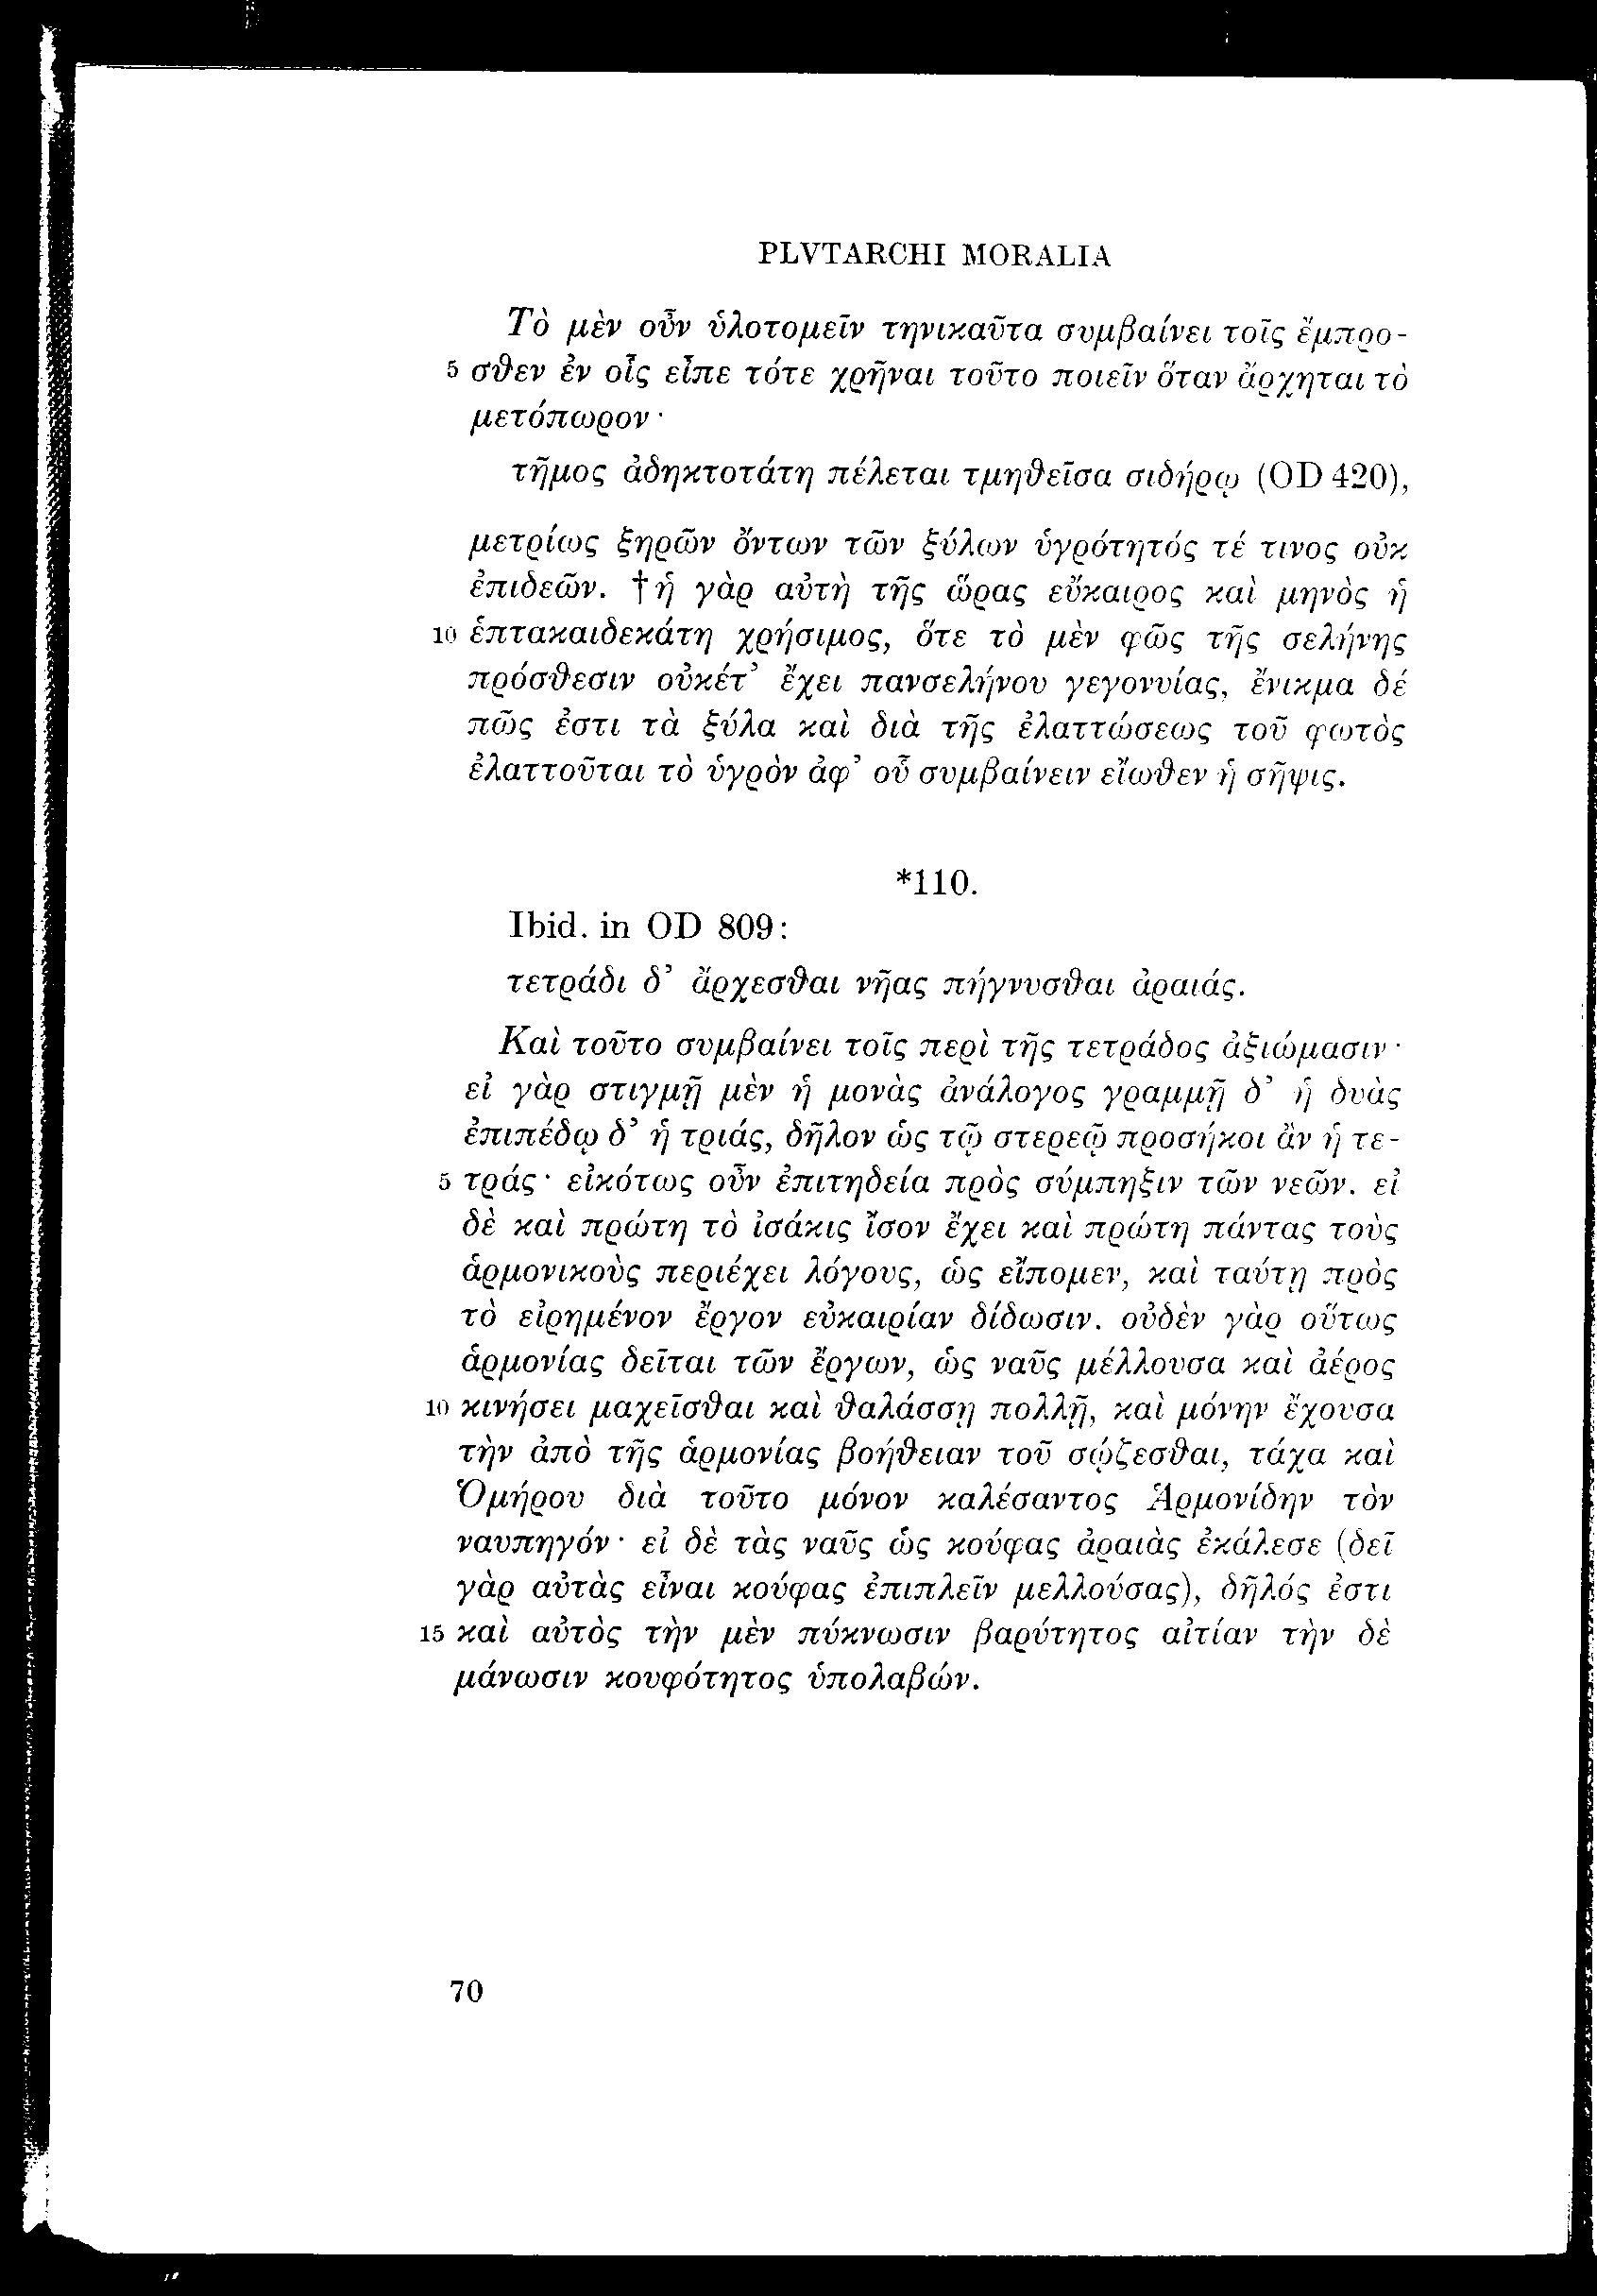 PLVTARCHI MORALIA
Τὸ μὲν οὖν ὑλοτομεῖν τηνικαῦτα συμβαίνει τοῖς ἔμπρο-
5 σθεν ἐν οἷς εἶπε τότε χρῆναι τοῦτο ποιεῖν ὅταν ἄρχηται τὸ
μετόπωρον·
τῆμος ἀδηκτοτάτη πέλεται τμηθεῖσα σιδήρῳ (OD 420),
μετρίως ξηρῶν ὄντων τῶν ξύλων ὑγρότητός τέ τινος οὐκ
ἐπιδεῶν. †ἡ γὰρ αὐτὴ τῆς ὥρας εὔκαιρος καὶ μηνὸς ἡ
10 ἑπτακαιδεκάτη χρήσιμος, ὅτε τὸ μὲν φῶς τῆς σελήνης
πρόσθεσιν οὐκέτ’ ἔχει πανσελήνου γεγονυίας, ἔνικμα δέ
πῶς ἐστι τὰ ξύλα καὶ διὰ τῆς ἐλαττώσεως τοῦ φωτὸς
ἐλαττοῦται τὸ ὑγρὸν ἀφ’ οὗ συμβαίνειν εἴωθεν ἡ σῆψις.
*110.
Ibid. in OD 809:
τετράδι δ’ ἄρχεσθαι νῆας πήγνυσθαι ἀραιάς.
Καὶ τοῦτο συμβαίνει τοῖς περὶ τῆς τετράδος ἀξιώμασιν·
εἰ γὰρ στιγμῇ μὲν ἡ μονὰς ἀνάλογος γραμμῇ δ’ ἡ δυὰς
ἐπιπέδῳ δ’ ἡ τριάς, δῆλον ὡς τῷ στερεῷ προσήκοι ἂν ἡ τε-
5 τράς· εἰκότως οὖν ἐπιτηδεία πρὸς σύμπηξιν τῶν νεῶν. εἰ
δὲ καὶ πρώτη τὸ ἰσάκις ἴσον ἔχει καὶ πρώτη πάντας τοὺς
ἁρμονικοὺς περιέχει λόγους, ὡς εἴπομεν, καὶ ταύτῃ πρὸς
τὸ εἰρημένον ἔργον εὐκαιρίαν δίδωσιν. οὐδὲν γὰρ οὕτως
ἁρμονίας δεῖται τῶν ἔργων, ὡς ναῦς μέλλουσα καὶ ἀέρος
10 κινήσει μαχεῖσθαι καὶ θαλάσσῃ πολλῇ, καὶ μόνην ἔχουσα
τὴν ἀπὸ τῆς ἁρμονίας βοήθειαν τοῦ σῴζεσθαι, τάχα καὶ
Ὁμήρου διὰ τοῦτο μόνον καλέσαντος Ἁρμονίδην τὸν
ναυπηγόν· εἰ δὲ τὰς ναῦς ὡς κούφας ἀραιὰς ἐκάλεσε (δεῖ
γὰρ αὐτὰς εἶναι κούφας ἐπιπλεῖν μελλούσας), δῆλός ἐστι
15 καὶ αὐτὸς τὴν μὲν πύκνωσιν βαρύτητος αἰτίαν τὴν δὲ
μάνωσιν κουφότητος ὑπολαβών.
70